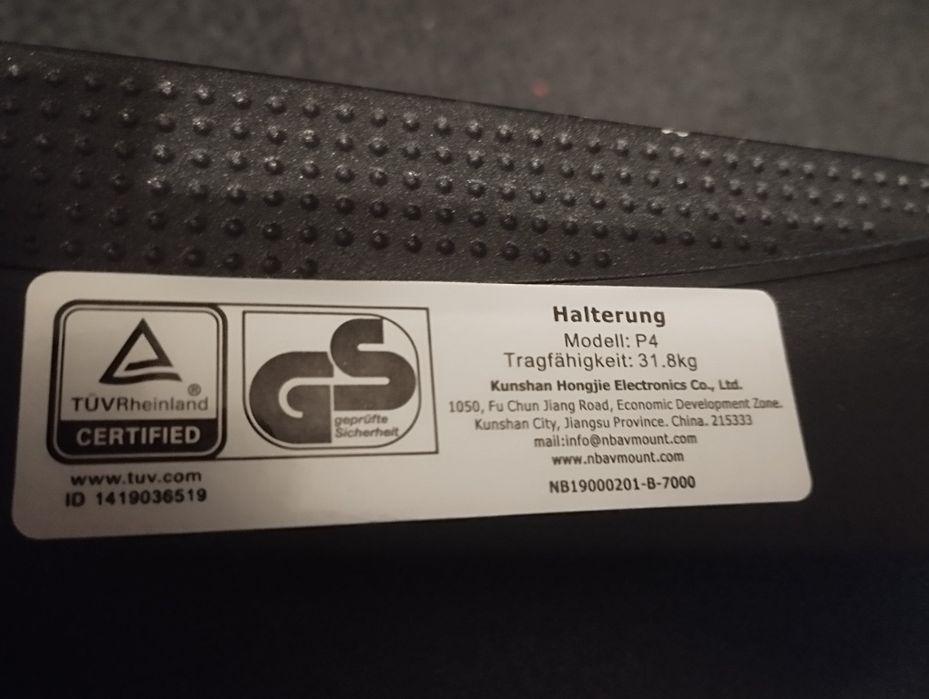 TÜVRheinland®
CERTIFIED
www.tuv.com
ID 1419036519
GS
geprüfte
Sicherheit
Halterung
Modell: P4
Tragfähigkeit: 31.8kg
Kunshan Hongjie Electronics Co., Ltd.
1050, Fu Chun Jiang Road, Economic Development Zone.
Kunshan City, Jiangsu Province. China. 215333
mail:info@nbavmount.com
www.nbavmount.com
NB19000201-B-7000